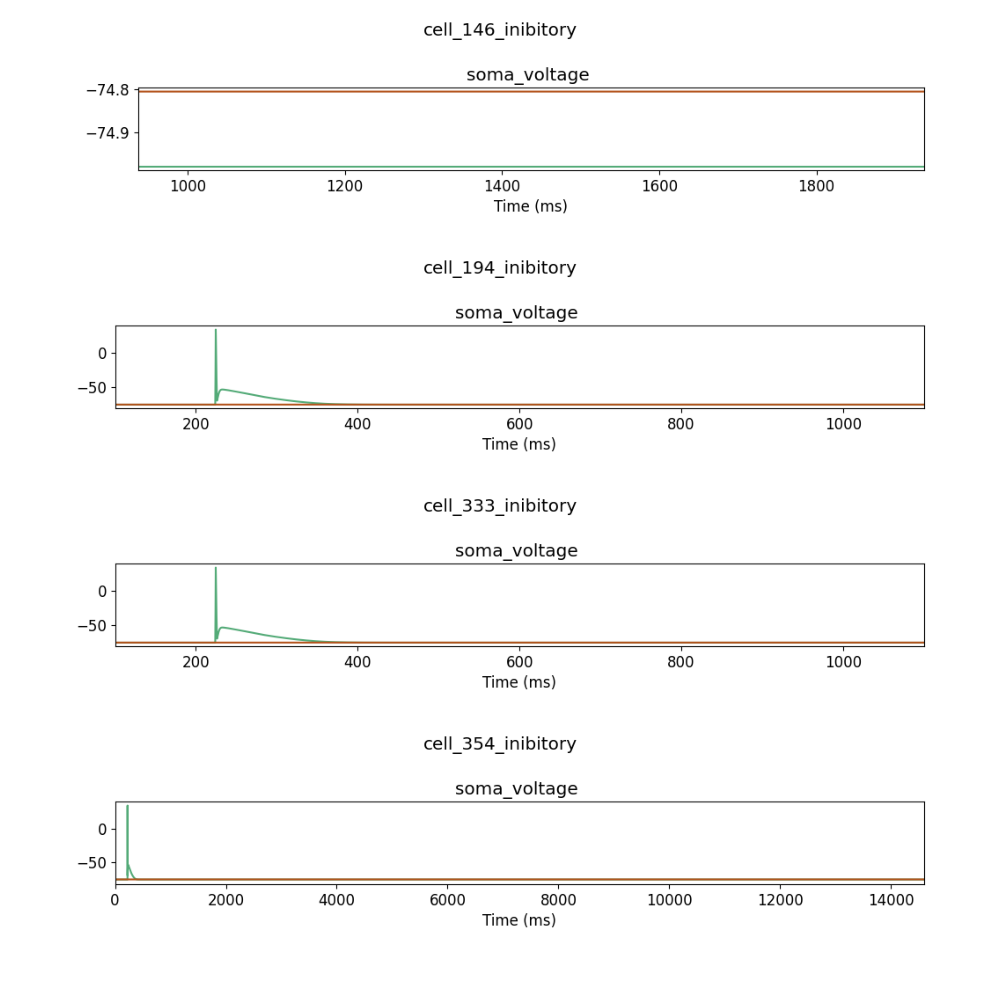 cell_146_inibitory
soma_voltage
−74.8
−74.9
1000 1200 1400 1600 1800
Time (ms)
cell_194_inibitory
soma_voltage
0
−50
200 400 600 800 1000
Time (ms)
cell_333_inibitory
soma_voltage
0
−50
200 400 600 800 1000
Time (ms)
cell_354_inibitory
soma_voltage
0
−50
0 2000 4000 6000 8000 10000 12000 14000
Time (ms)